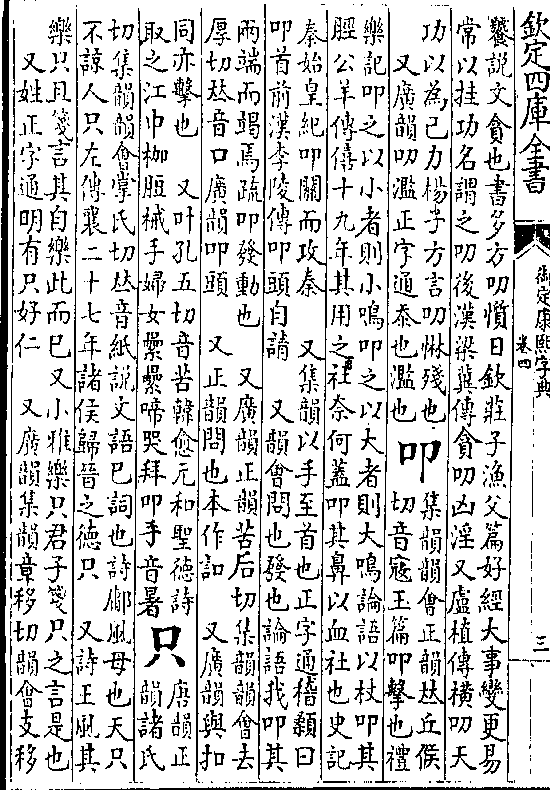 欽定四庫全書
御定康熙字典
卷四
三
饕說文貪也書多方叨懫日欽莊子漁父篇好經大事變更易
常以挂功名謂之叨後漢梁冀傳貪叨凶淫又盧植傳橫叨天
功以為己力楊子方言叨惏殘也
又廣韻叨濫正字通忝也濫也
叩
集韻韻會正韻𠀤丘𠋫
切音寇玉篇叩擊也禮
樂記叩之以小者則小鳴叩之以大者則大鳴論語以杖叩其
脛公羊傳僖十九年其用之社奈何蓋叩其鼻以血社也史記
秦始皇紀叩關而攻秦 又集韻以手至首也正字通稽顙曰
叩首前漢李陵傳叩頭自請 又韻會問也發也論語我叩其
兩端而竭焉疏叩發動也 又廣韻正韻苦后切集韻韻會去
厚切𠀤音口廣韻叩頭 又正韻問也本作訆 又廣韻與扣
同亦擊也 又叶孔五切音苦韓愈元和聖德詩
取之江中枷脰械手婦女纍纍啼哭拜叩手音暑
只
唐韻正
韻諸氏
切集韻韻會掌氏切𠀤音紙說文語已詞也詩鄘風母也天只
不諒人只左傳襄二十七年諸侯歸晉之德只 又詩王風其
樂只且箋言其自樂此而已又小雅樂只君子箋只之言是也
又姓正字通明有只好仁 又廣韻集韻章移切韻會支移